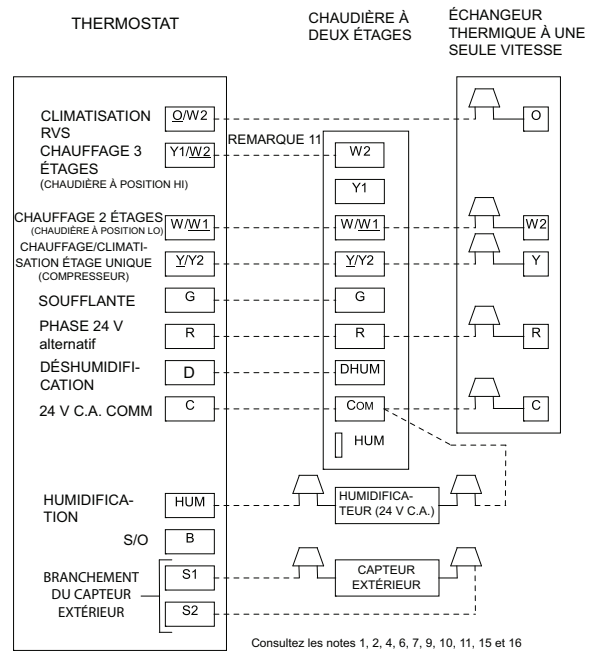 THERMOSTAT
CHAUDIÈRE À
DEUX ÉTAGES
ÉCHANGEUR
THERMIQUE À UNE
SEULE VITESSE
CLIMATISATION
RVS
O/W2
O
CHAUFFAGE 3
ÉTAGES
(CHAUDIÈRE À POSITION HI)
Y1/W2
REMARQUE 11
W2
Y1
CHAUFFAGE 2 ÉTAGES
(CHAUDIÈRE À POSITION LO)
W/W1
W/W1
W2
CHAUFFAGE/CLIMATI-
SATION ÉTAGE UNIQUE
(COMPRESSEUR)
Y/Y2
Y/Y2
Y
SOUFFLANTE
G
G
PHASE 24 V
alternatif
R
R
R
DÉSHUMIDIFI-
CATION
D
DHUM
24 V C.A. COMM
C
COM
C
HUM
HUMIDIFICA-
TION
HUM
HUMIDIFICA-
TEUR (24 V C.A.)
S/O
B
BRANCHEMENT
DU CAPTEUR
EXTÉRIEUR
S1
S2
CAPTEUR
EXTÉRIEUR
Consultez les notes 1, 2, 4, 6, 7, 9, 10, 11, 15 et 16